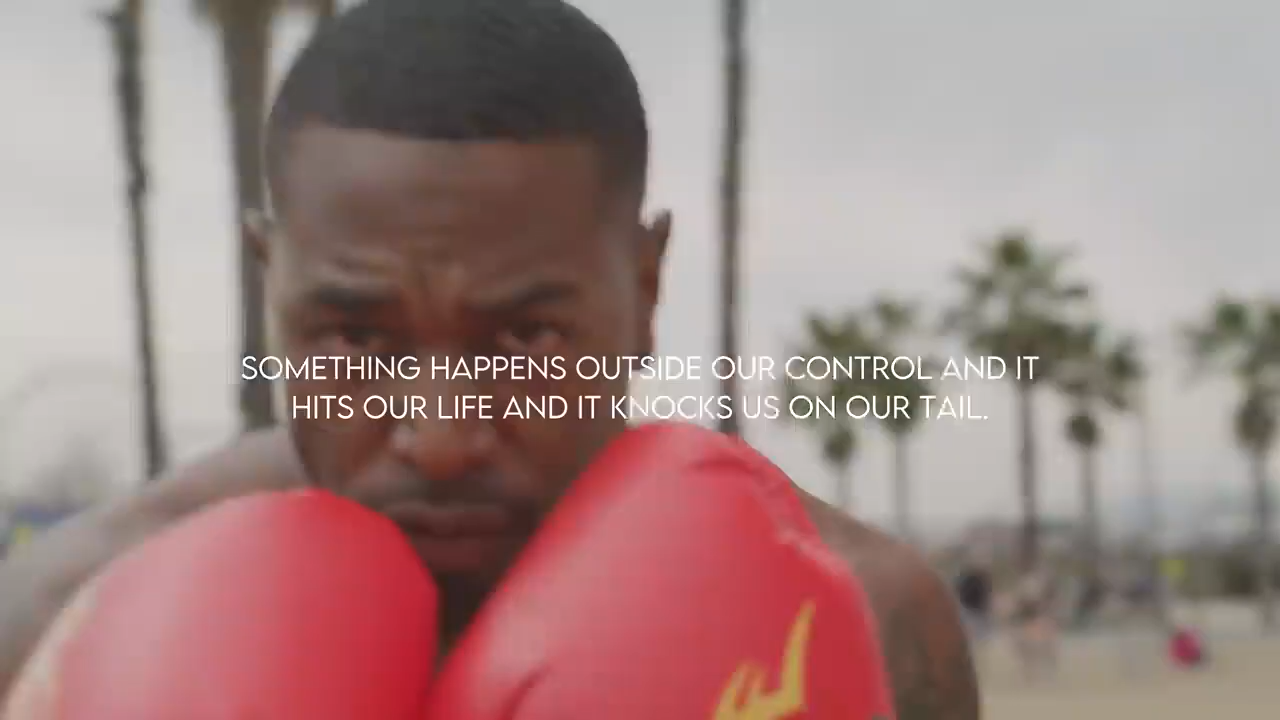 SOMETHING HAPPENS OUTSIDE OUR CONTROL AND IT
HITS OUR LIFE AND IT KNOCKS US ON OUR TAIL.